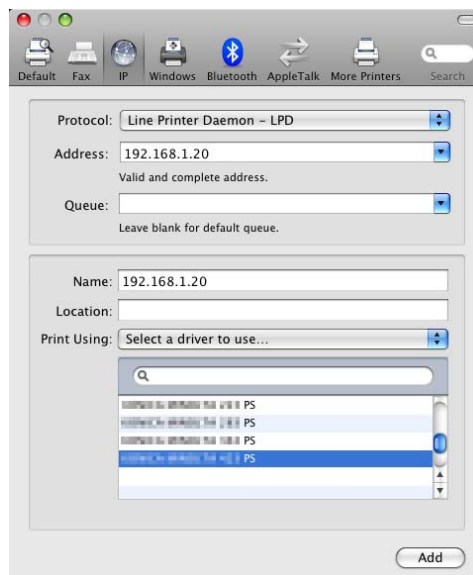 Default Fax IP Windows Bluetooth AppleTalk More Printers Search
Protocol: Line Printer Daemon – LPD
Address: 192.168.1.20
Valid and complete address.
Queue:
Leave blank for default queue.
Name: 192.168.1.20
Location:
Print Using: Select a driver to use...
PS
PS
PS
PS
Add